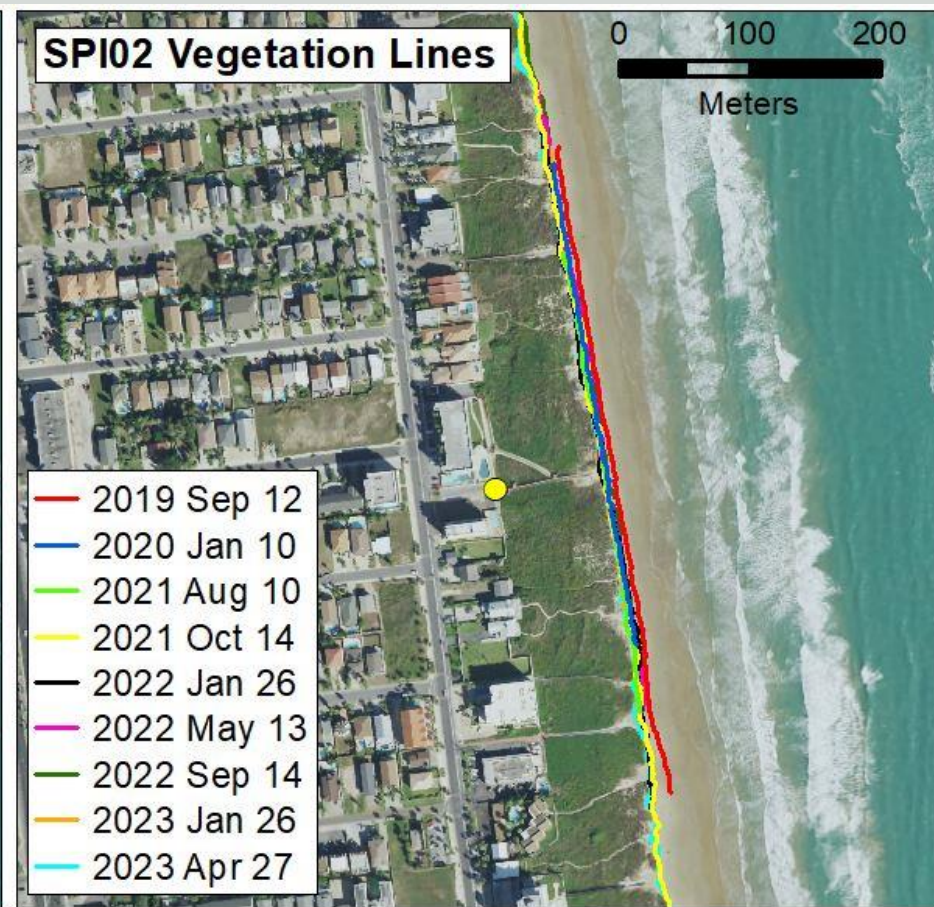 SPI02 Vegetation Lines
0 100 200
Meters
2019 Sep 12
2020 Jan 10
2021 Aug 10
2021 Oct 14
2022 Jan 26
2022 May 13
2022 Sep 14
2023 Jan 26
2023 Apr 27